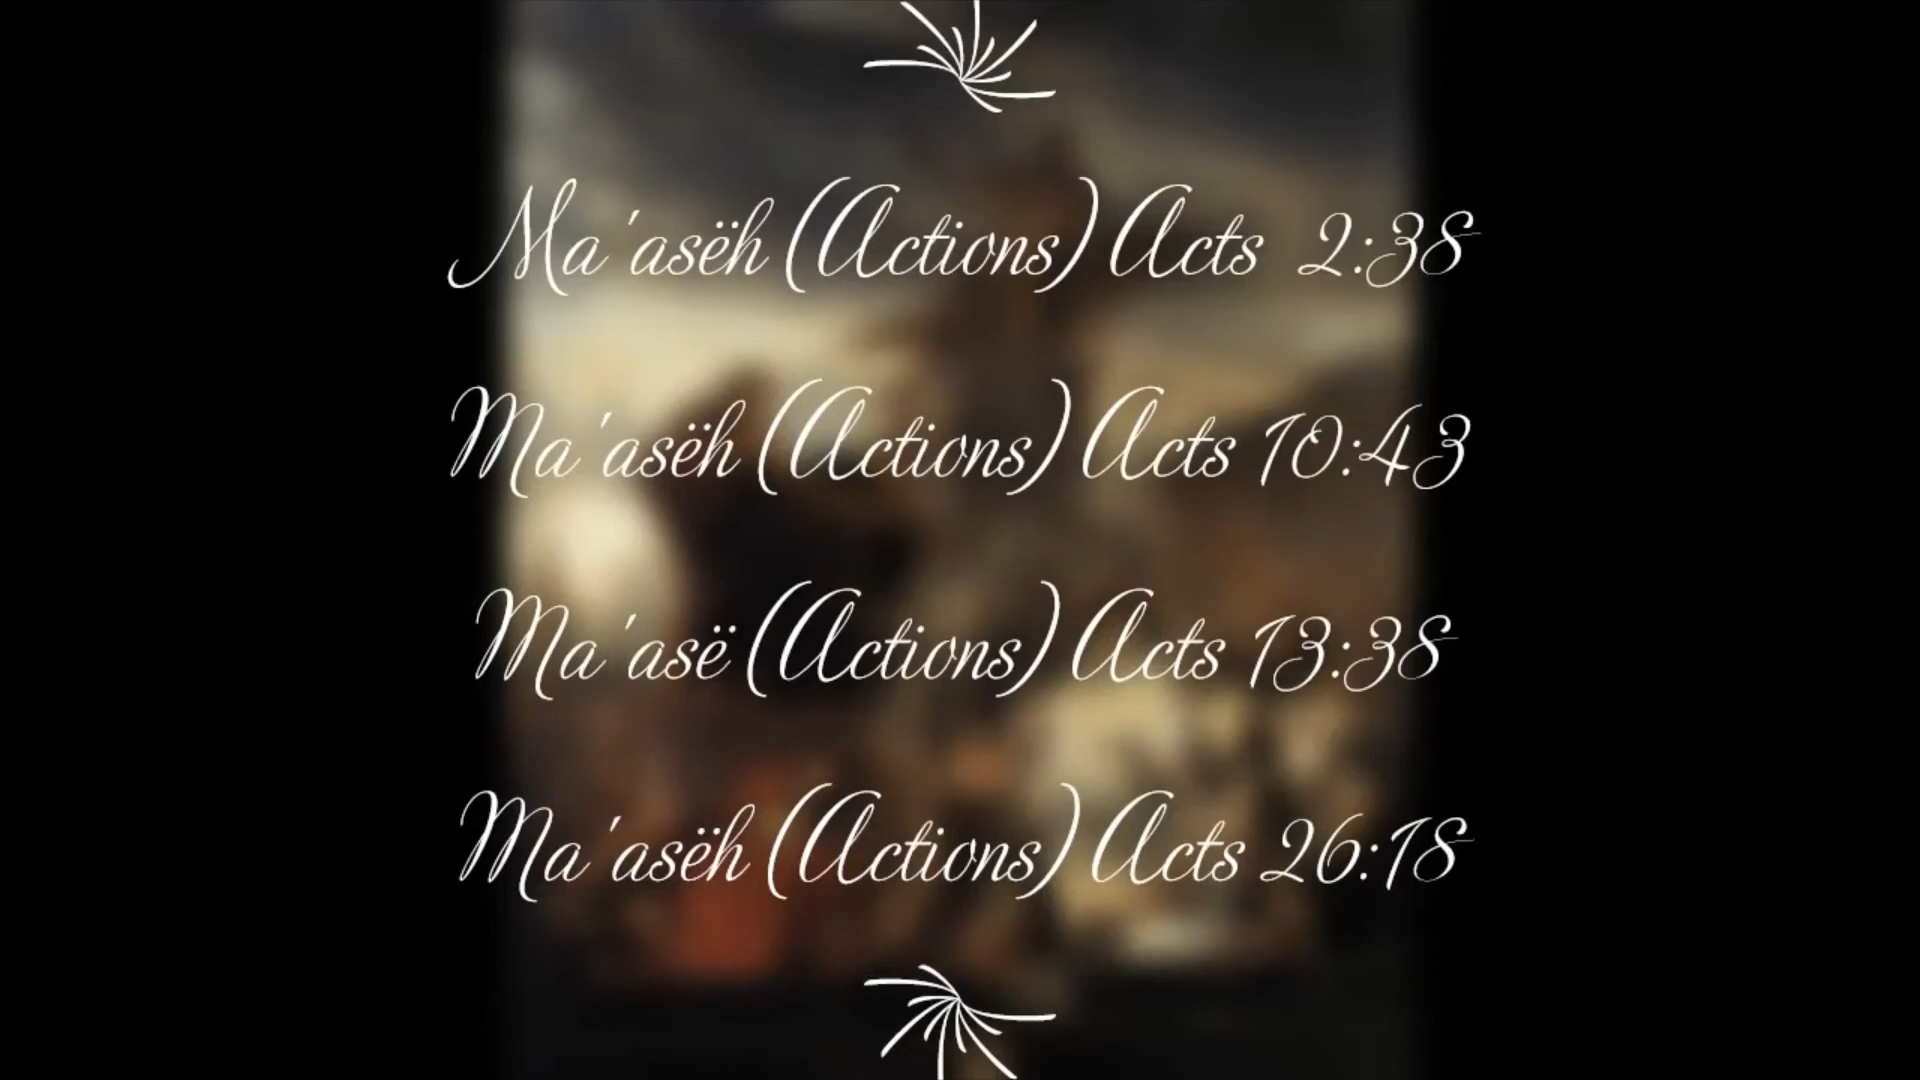 Ma'asëh (Actions) Acts 2:38
Ma'asëh (Actions) Acts 10:43
Ma'asë (Actions) Acts 13:38
Ma'asëh (Actions) Acts 26:18